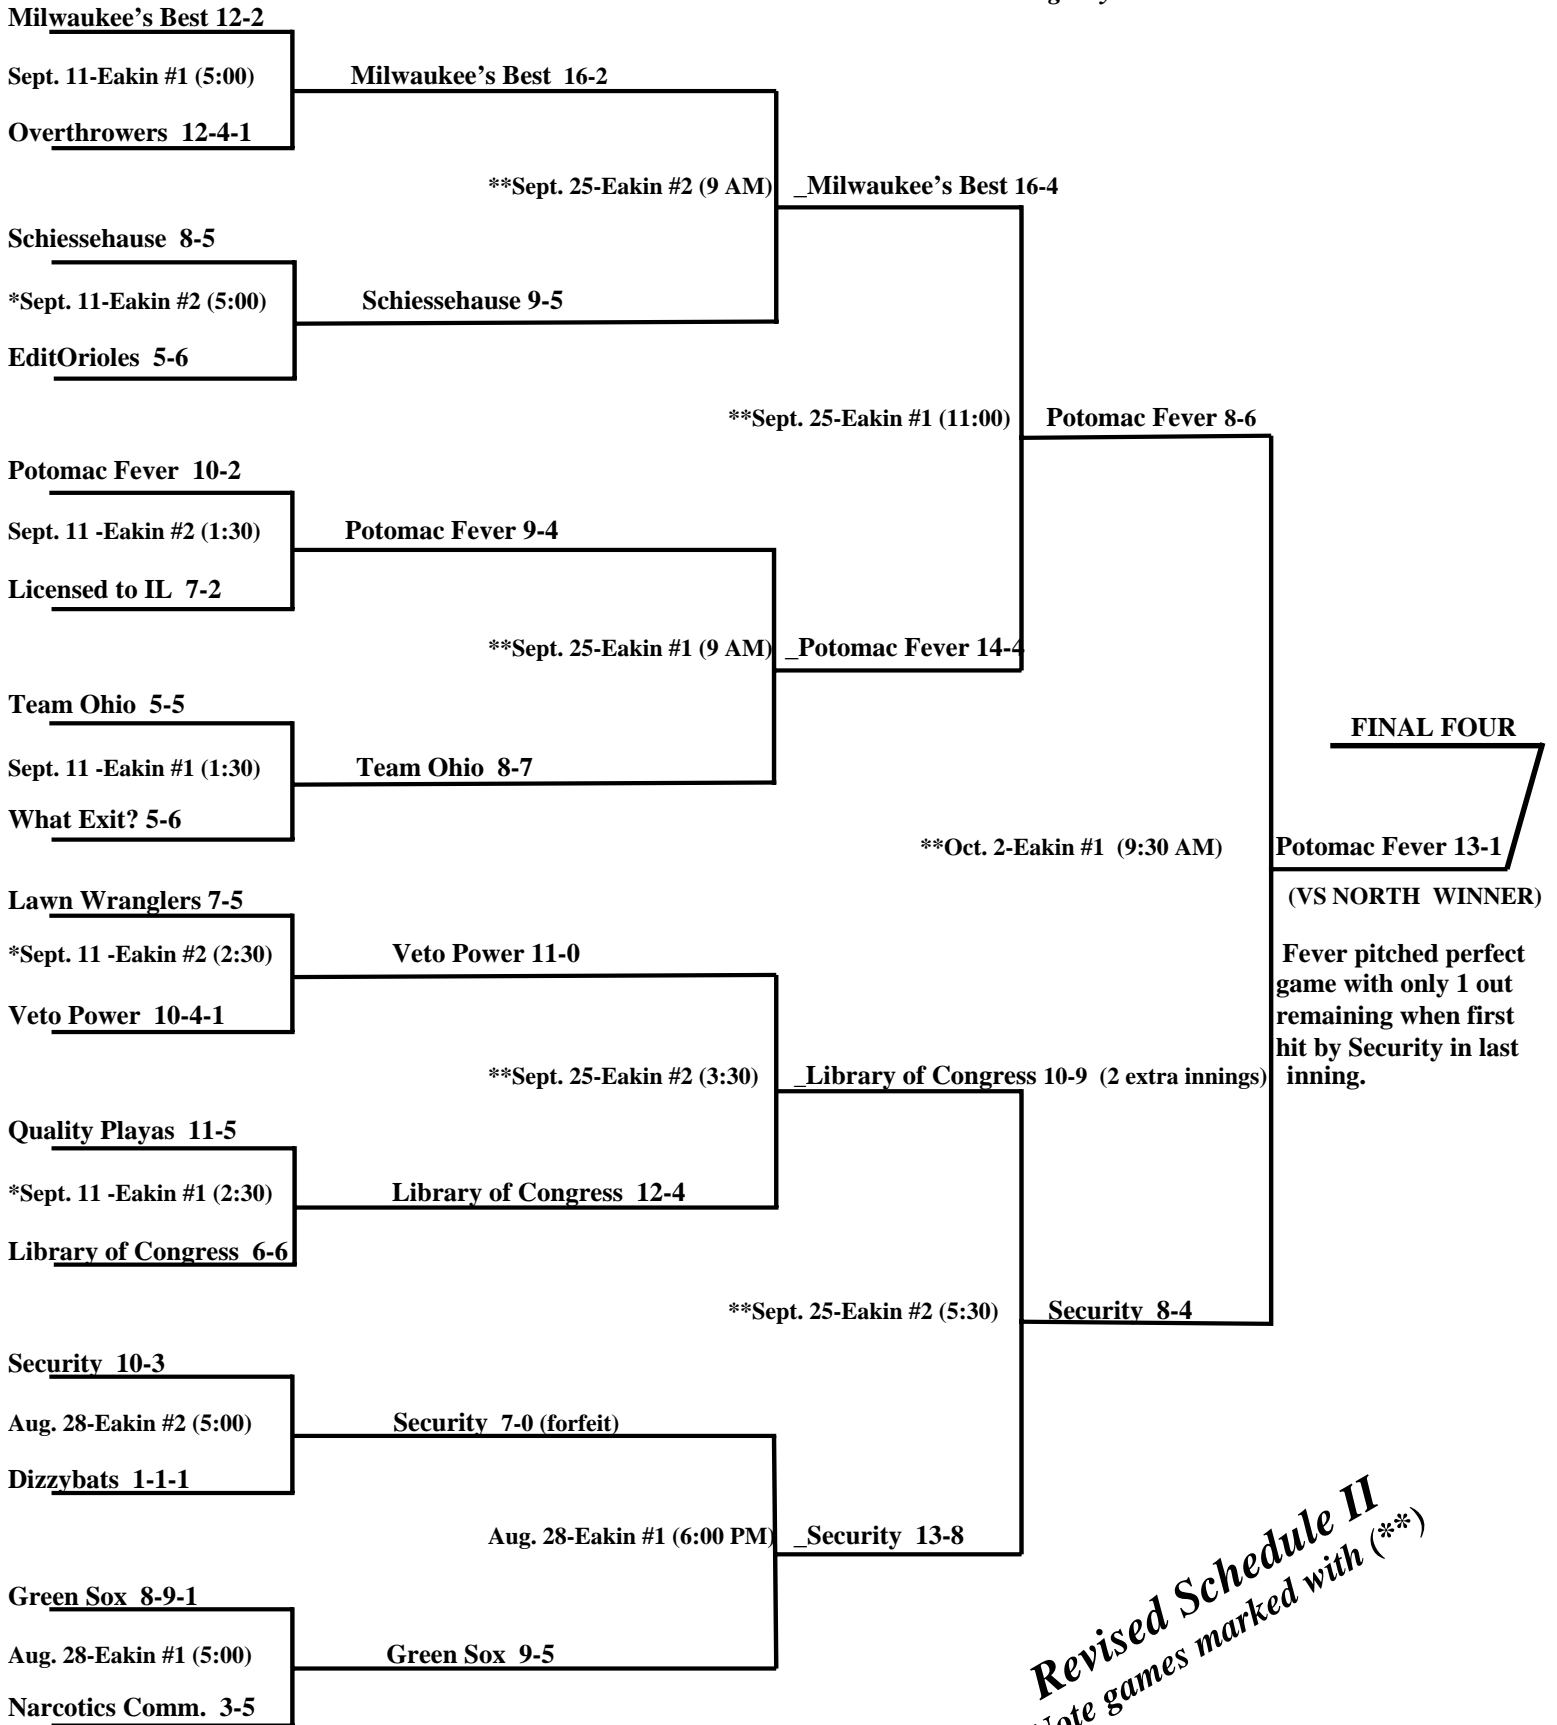 Milwaukee’s Best 12-2
Sept. 11-Eakin #1 (5:00)
Milwaukee’s Best 16-2
Overthrowers 12-4-1
**Sept. 25-Eakin #2 (9 AM)
_Milwaukee’s Best 16-4
Schiessehause 8-5
*Sept. 11-Eakin #2 (5:00)
Schiessehause 9-5
EditOrioles 5-6
**Sept. 25-Eakin #1 (11:00)
Potomac Fever 8-6
Potomac Fever 10-2
Sept. 11 -Eakin #2 (1:30)
Potomac Fever 9-4
Licensed to IL 7-2
**Sept. 25-Eakin #1 (9 AM)
_Potomac Fever 14-4
Team Ohio 5-5
FINAL FOUR
Sept. 11 -Eakin #1 (1:30)
Team Ohio 8-7
What Exit? 5-6
**Oct. 2-Eakin #1 (9:30 AM)
Potomac Fever 13-1
(VS NORTH WINNER)
Lawn Wranglers 7-5
*Sept. 11 -Eakin #2 (2:30)
Veto Power 11-0
Fever pitched perfect
game with only 1 out
remaining when first
hit by Security in last
inning.
Veto Power 10-4-1
**Sept. 25-Eakin #2 (3:30)
_Library of Congress 10-9 (2 extra innings)
Quality Playas 11-5
*Sept. 11 -Eakin #1 (2:30)
Library of Congress 12-4
Library of Congress 6-6
**Sept. 25-Eakin #2 (5:30)
Security 8-4
Security 10-3
Aug. 28-Eakin #2 (5:00)
Security 7-0 (forfeit)
Dizzybats 1-1-1
Aug. 28-Eakin #1 (6:00 PM)
_Security 13-8
Green Sox 8-9-1
Aug. 28-Eakin #1 (5:00)
Green Sox 9-5
Narcotics Comm. 3-5
Revised Schedule II
games marked with (**)